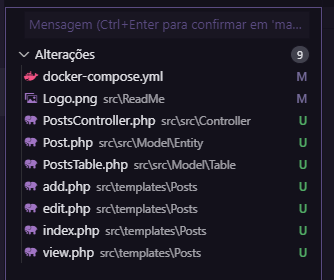 Mensagem (Ctrl+Enter para confirmar em 'ma...
Alterações 9
docker-compose.yml M
Logo.png src\ReadMe M
PostsController.php src\src\Controller U
Post.php src\src\Model\Entity U
PostsTable.php src\src\Model\Table U
add.php src\templates\Posts U
edit.php src\templates\Posts U
index.php src\templates\Posts U
view.php src\templates\Posts U